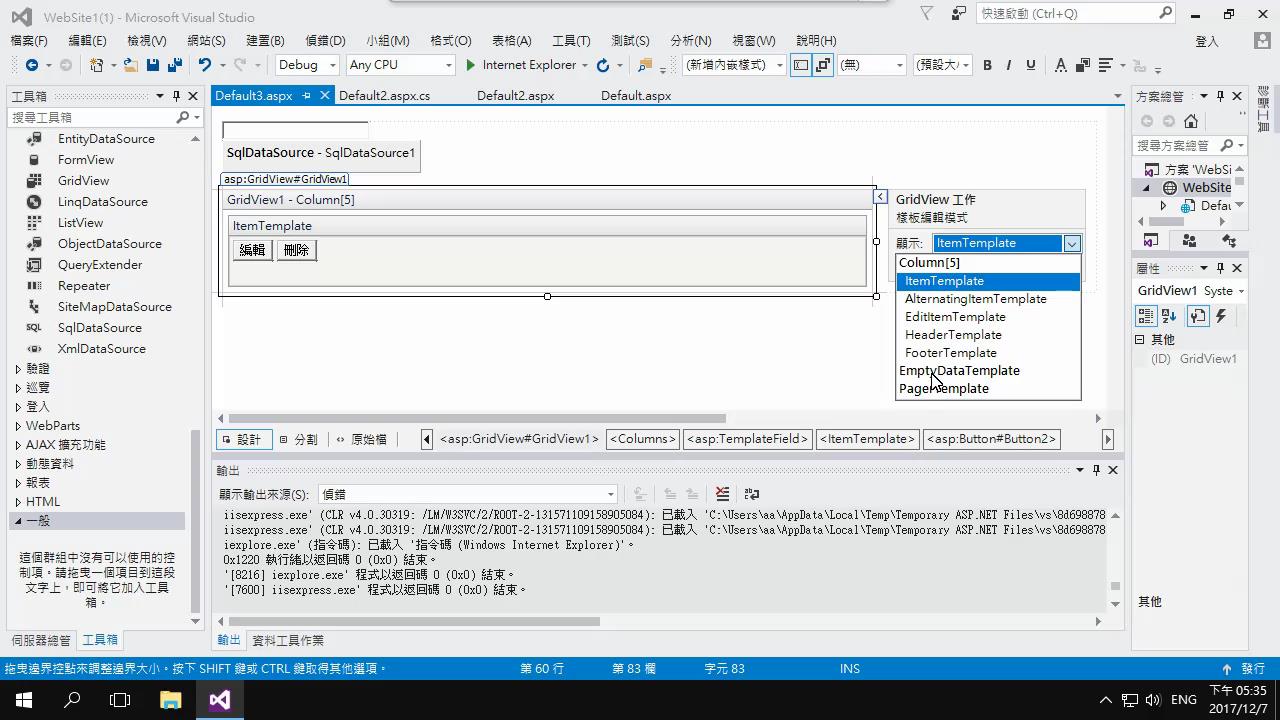 WebSite1(1) - Microsoft Visual Studio
快速啟動 (Ctrl+Q)
檔案(F) 編輯(E) 檢視(V) 網站(S) 建置(B) 偵錯(D) 小組(M) 格式(O) 表格(A) 工具(T) 測試(S) 分析(N) 視窗(W) 說明(H) 登入
Debug Any CPU Internet Explorer (新增內嵌樣式) (無) (預設大/ B I U A
工具箱
搜尋工具箱
EntityDataSource
FormView
GridView
LinqDataSource
ListView
ObjectDataSource
QueryExtender
Repeater
SiteMapDataSource
SqlDataSource
XmlDataSource
驗證
巡覽
登入
WebParts
AJAX 擴充功能
動態資料
報表
HTML
一般
這個群組中沒有可以使用的控
制項。請拖曳一個項目到這段
文字上，即可將它加入工具
箱。
伺服器總管 工具箱
Default3.aspx Default2.aspx.cs Default2.aspx Default.aspx
SqlDataSource - SqlDataSource1
asp:GridView#GridView1
GridView1 - Column[5]
ItemTemplate
編輯 刪除
GridView 工作
樣板編輯模式
顯示: ItemTemplate
Column[5]
ItemTemplate
AlternatingItemTemplate
EditItemTemplate
HeaderTemplate
FooterTemplate
EmptyDataTemplate
PagerTemplate
設計 分割 原始檔 <asp:GridView#GridView1> <Columns> <asp:TemplateField> <ItemTemplate> <asp:Button#Button2>
輸出
顯示輸出來源(S): 偵錯
iisexpress.exe' (CLR v4.0.30319: /LM/W3SVC/2/ROOT-2-131571109158905084): 已載入 'C:\Users\aa\AppData\Local\Temp\Temporary ASP.NET Files\vs\8d698878
iisexpress.exe' (CLR v4.0.30319: /LM/W3SVC/2/ROOT-2-131571109158905084): 已載入 'C:\Users\aa\AppData\Local\Temp\Temporary ASP.NET Files\vs\8d698878
iexplore.exe' (指令碼): 已載入 '指令碼 (Windows Internet Explorer)'。
0x1220 執行緒以返回碼 0 (0x0) 結束。
'[8216] iexplore.exe' 程式以返回碼 0 (0x0) 結束。
'[7600] iisexpress.exe' 程式以返回碼 0 (0x0) 結束。
輸出 資料工具作業
方案總管
搜尋方案總管
方案 'WebSi
WebSite
Defau
屬性
GridView1 Syste
其他
(ID) GridView1
其他
拖曳邊界控點來調整邊界大小。按下 SHIFT 鍵或 CTRL 鍵取得其他選項。 第 60 行 第 83 欄 字元 83 INS 發行
ENG
下午 05:35
2017/12/7